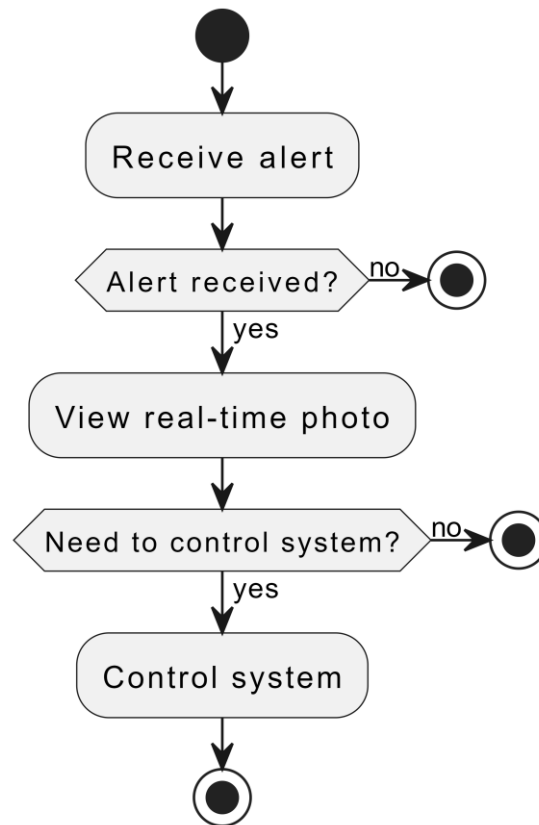 Receive alert
Alert received?
no
yes
View real-time photo
Need to control system?
no
yes
Control system